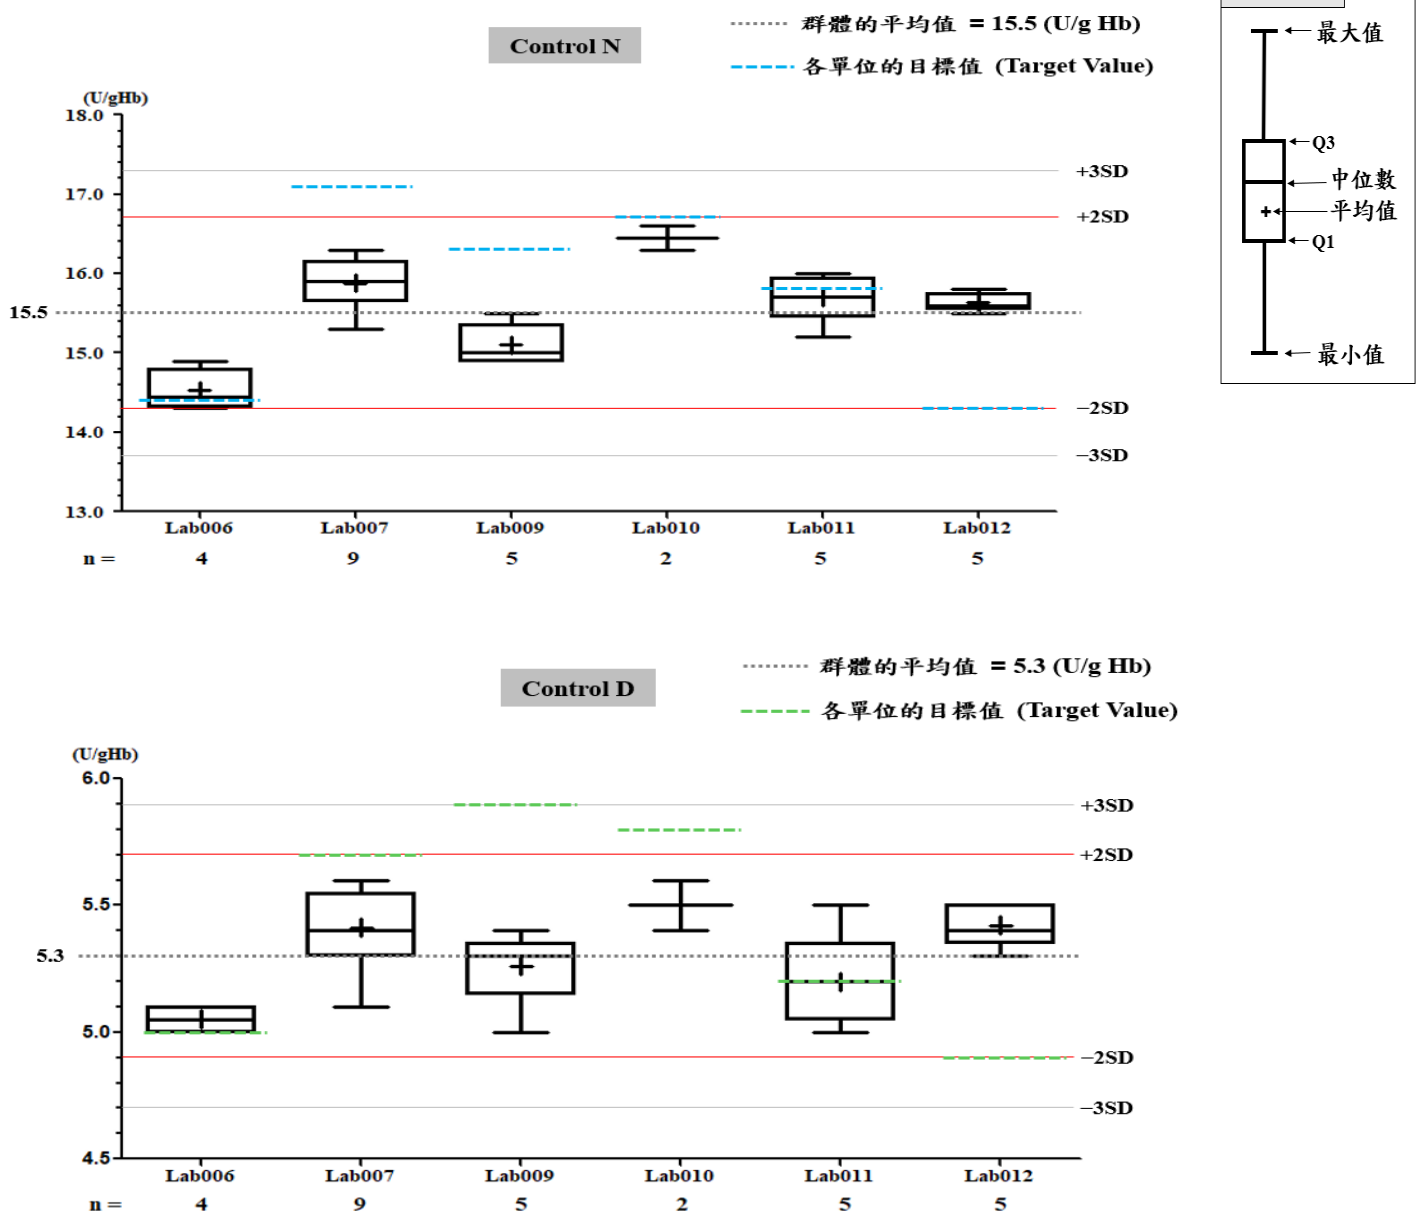 Control N
群體的平均值 = 15.5 (U/g Hb)
各單位的目標值 (Target Value)
最大值
Q3
中位數
平均值
Q1
最小值
(U/gHb)
18.0
17.0
16.0
15.5
15.0
14.0
13.0
+3SD
+2SD
−2SD
−3SD
Lab006 Lab007 Lab009 Lab010 Lab011 Lab012
n = 4 9 5 2 5 5
Control D
群體的平均值 = 5.3 (U/g Hb)
各單位的目標值 (Target Value)
(U/gHb)
6.0
5.5
5.3
5.0
4.5
+3SD
+2SD
−2SD
−3SD
Lab006 Lab007 Lab009 Lab010 Lab011 Lab012
n = 4 9 5 2 5 5